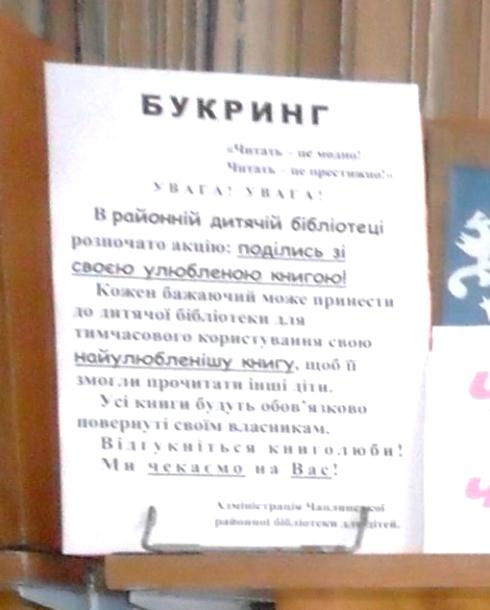 БУКРИНГ
«Читать – це модно!
Читать – це престижно!»
УВАГА! УВАГА!
В районній дитячій бібліотеці
розпочато акцію: поділись зі
своєю улюбленою книгою!
Кожен бажаючий може принести
до дитячої бібліотеки для
тимчасового користування свою
найулюбленішу книгу, щоб її
змогли прочитати інші діти.
Усі книги будуть обов'язково
повернуті своїм власникам.
Відгукніться книголюби!
Ми чекаємо на Вас!
Адміністрація Чаплинської
районної бібліотеки для дітей.